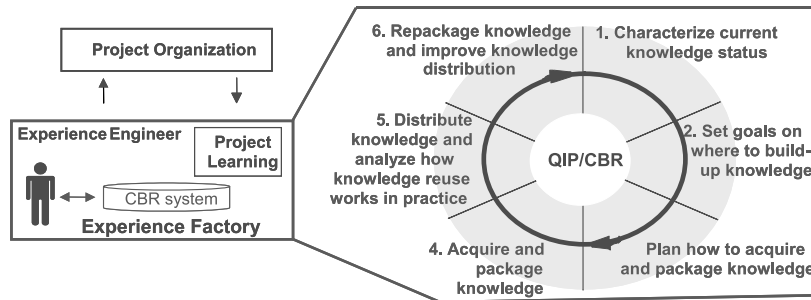 Project Organization
Experience Engineer
Project
Learning
CBR system
Experience Factory
6. Repackage knowledge
and improve knowledge
distribution
1. Characterize current
knowledge status
5. Distribute
knowledge and
analyze how
knowledge reuse
works in practice
QIP/CBR
2. Set goals on
where to build-
up knowledge
4. Acquire and
package
knowledge
Plan how to acquire
and package knowledge